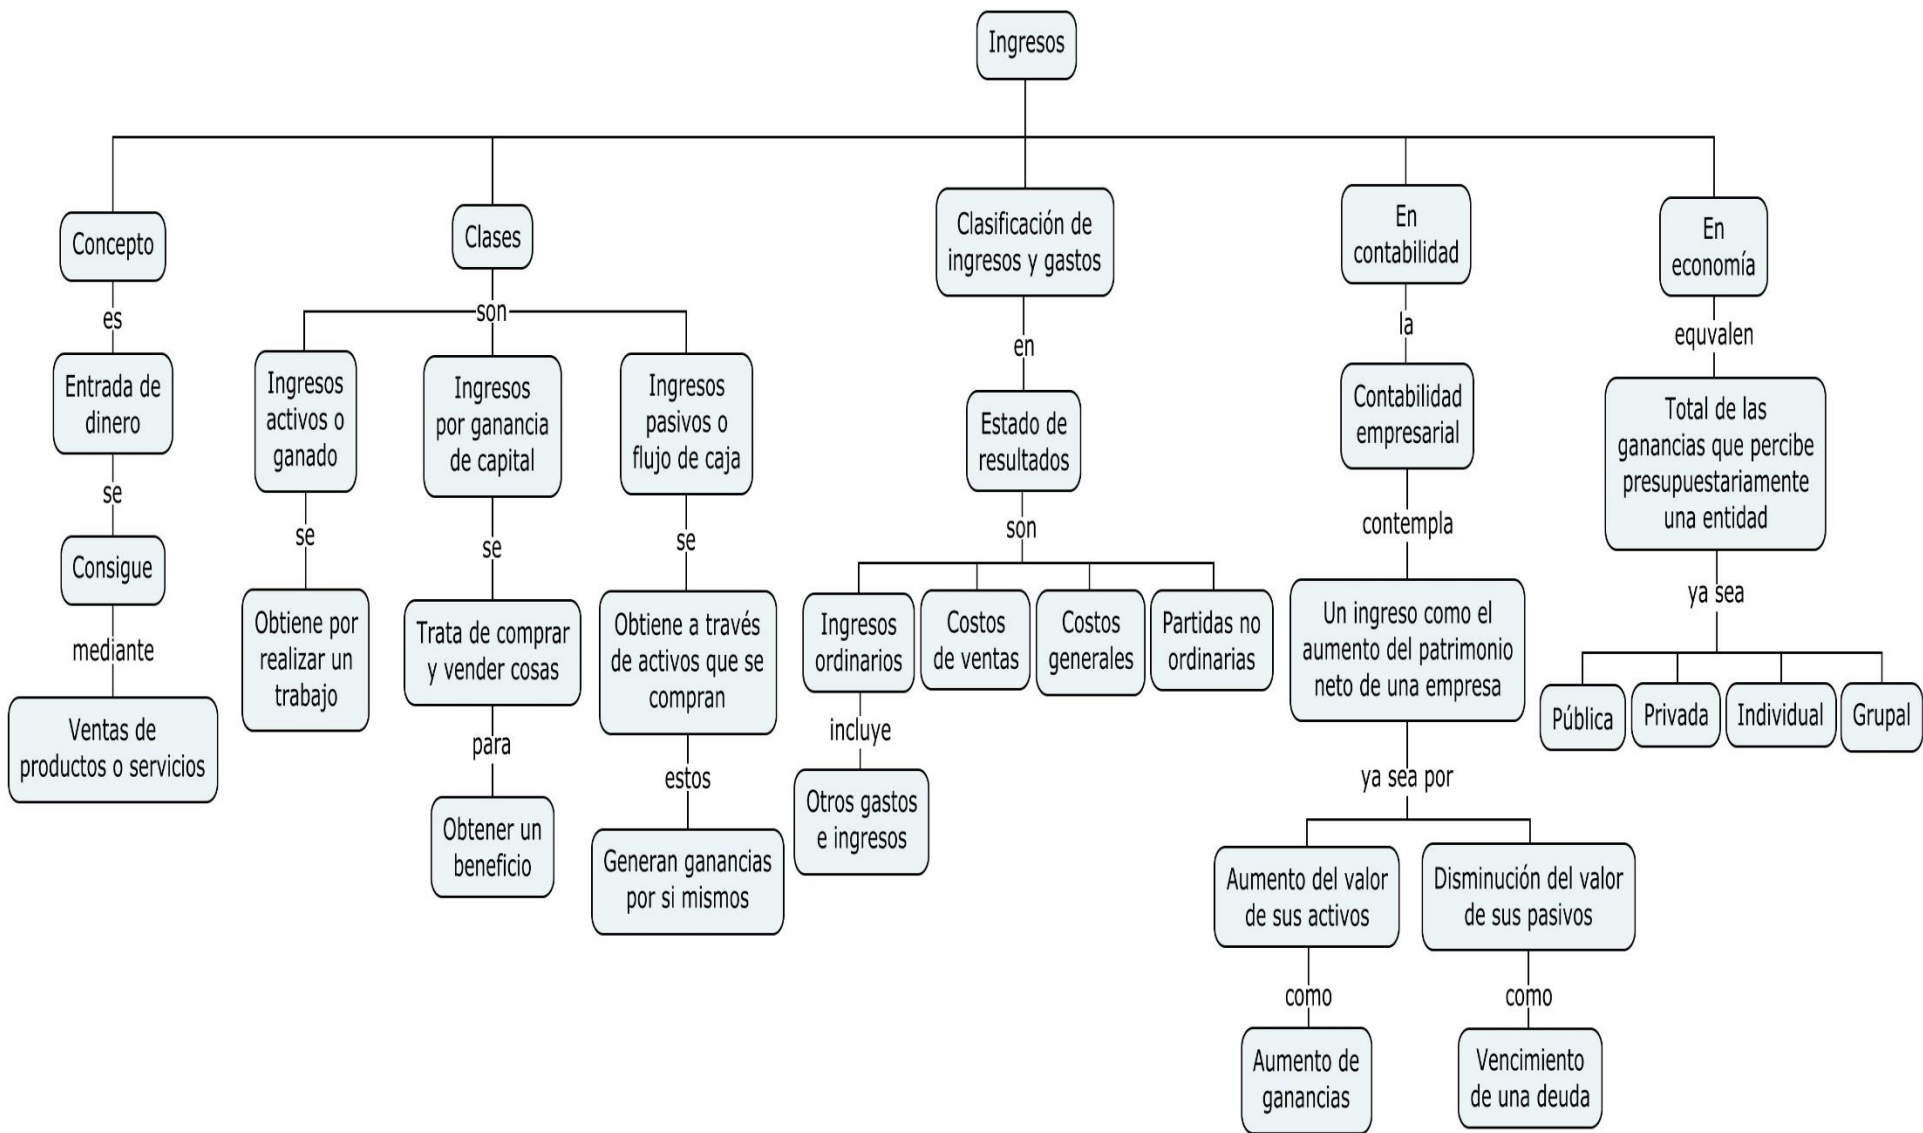 Ingresos
Concepto
es
Entrada de
dinero
se
Consigue
mediante
Ventas de
productos o servicios
Clases
son
Ingresos
activos o
ganado
se
Obtiene por
realizar un
trabajo
Ingresos
por ganancia
de capital
se
Trata de comprar
y vender cosas
para
Obtener un
beneficio
Ingresos
pasivos o
flujo de caja
se
Obtiene a través
de activos que se
compran
estos
Generan ganancias
por si mismos
Clasificación de
ingresos y gastos
en
Estado de
resultados
son
Ingresos
ordinarios
incluye
Otros gastos
e ingresos
Costos
de ventas
Costos
generales
Partidas no
ordinarias
En
contabilidad
la
Contabilidad
empresarial
contempla
Un ingreso como el
aumento del patrimonio
neto de una empresa
ya sea por
Aumento del valor
de sus activos
como
Aumento de
ganancias
Disminución del valor
de sus pasivos
como
Vencimiento
de una deuda
En
economía
equvalen
Total de las
ganancias que percibe
presupuestariamente
una entidad
ya sea
Pública
Privada
Individual
Grupal